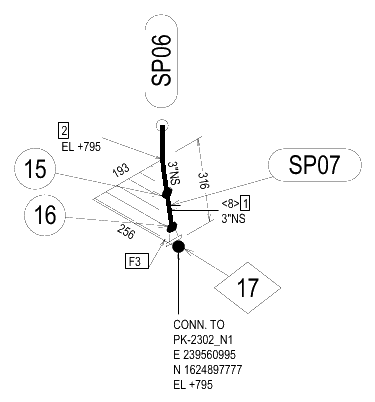 SP06
2
EL +795
193
15
3"NS
316
SP07
<8> 1
3"NS
16
256
F3
17
CONN. TO
PK-2302_N1
E 239560995
N 1624897777
EL +795